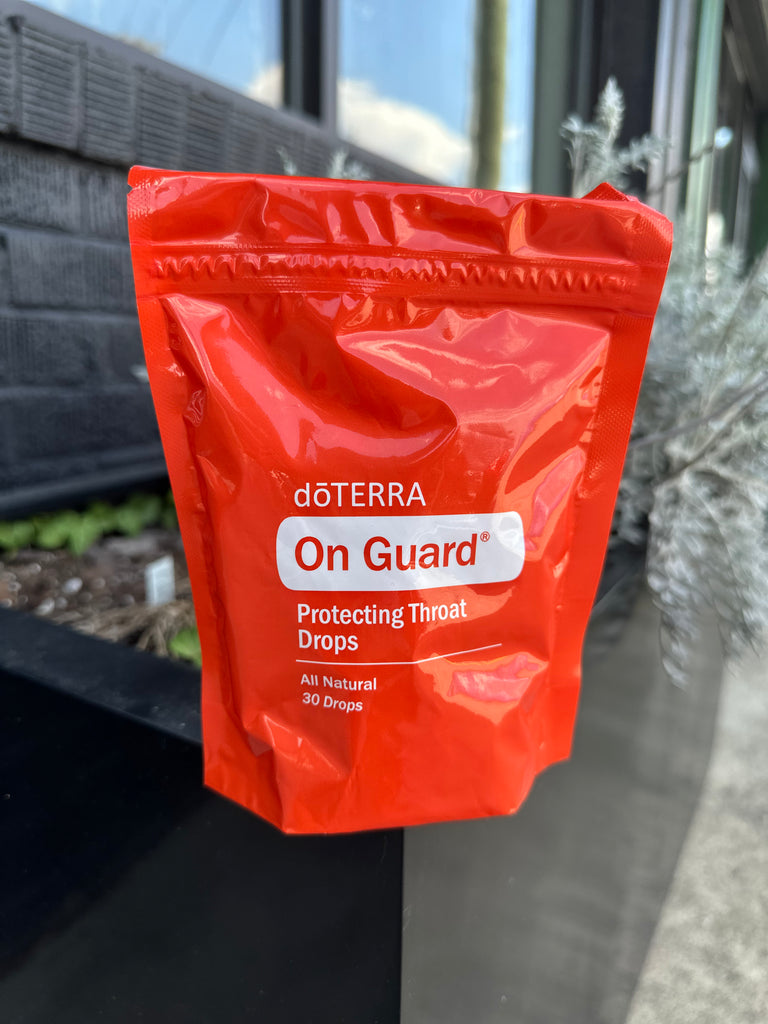 dōTERRA
On Guard®
Protecting Throat
Drops
All Natural
30 Drops